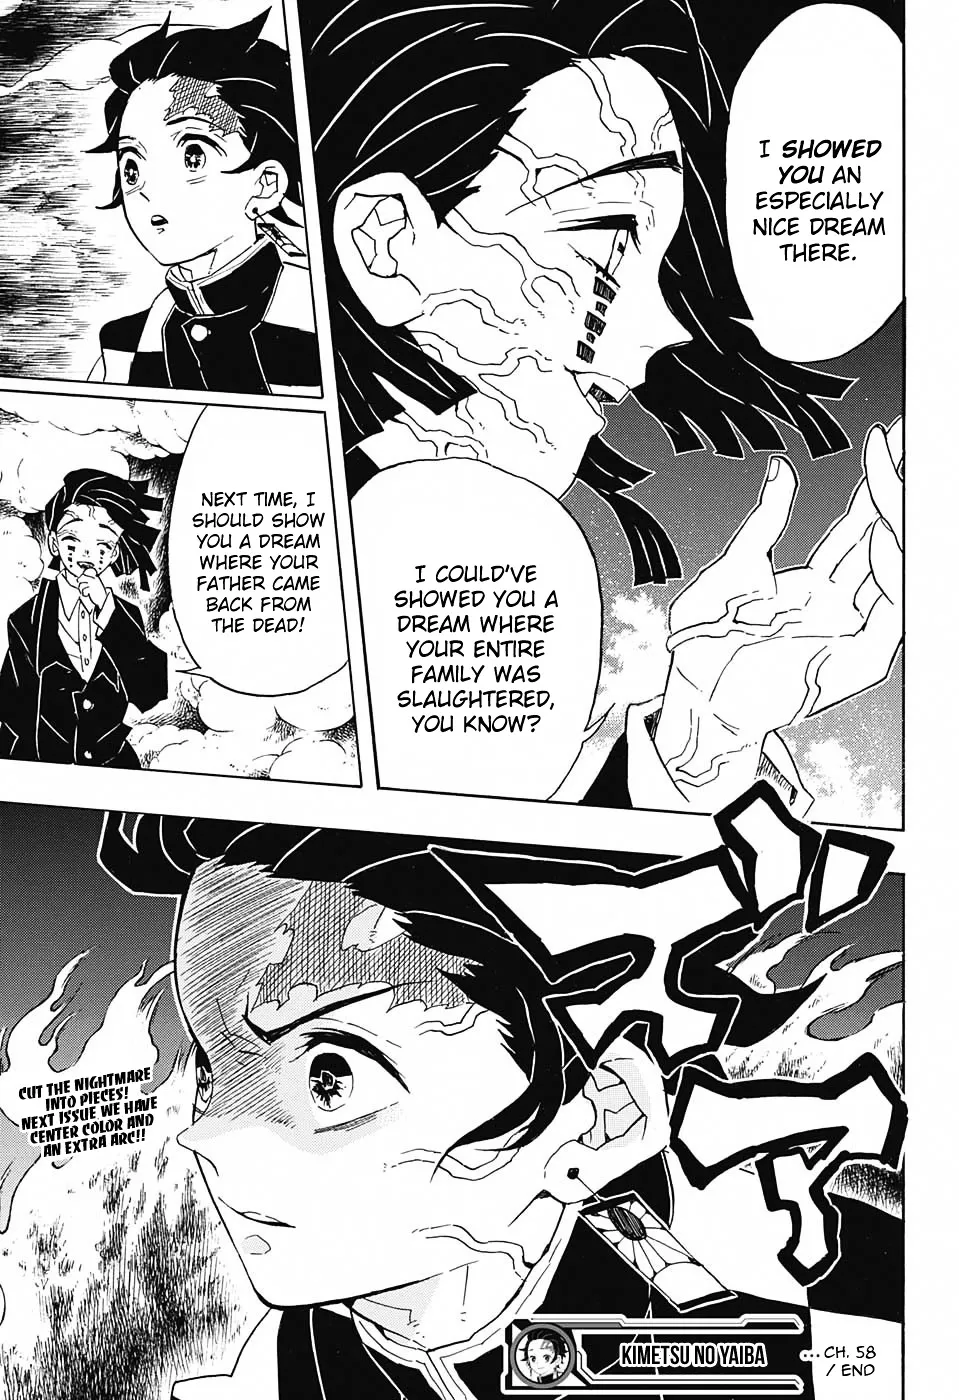 I SHOWED
YOU AN
ESPECIALLY
NICE DREAM
THERE.
I COULD'VE
SHOWED YOU A
DREAM WHERE
YOUR ENTIRE
FAMILY WAS
SLAUGHTERED,
YOU KNOW?
NEXT TIME, I
SHOULD SHOW
YOU A DREAM
WHERE YOUR
FATHER CAME
BACK FROM
THE DEAD!
CUT THE NIGHTMARE
INTO PIECES!
NEXT ISSUE WE HAVE
CENTER COLOR AND
AN EXTRA ARC!!
KIMETSU NO YAIBA
...CH. 58
/ END